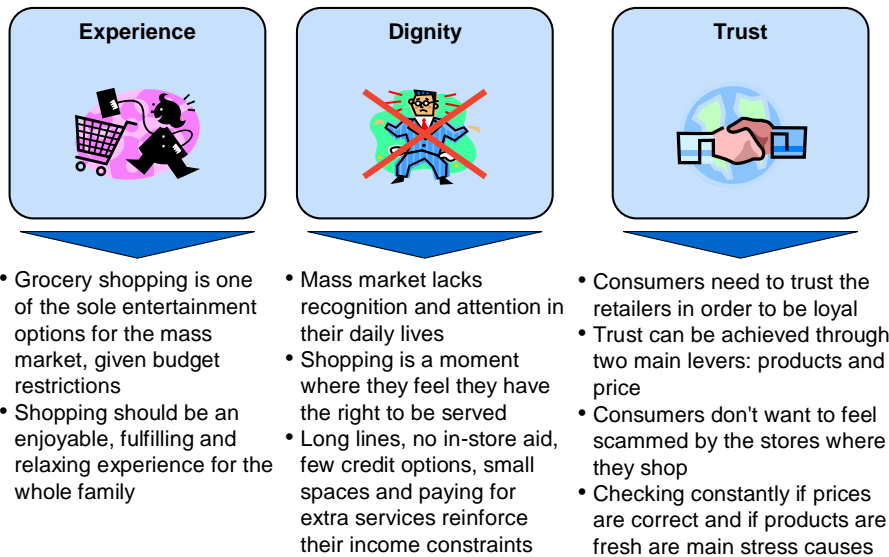 Experience
• Grocery shopping is one
of the sole entertainment
options for the mass
market, given budget
restrictions
• Shopping should be an
enjoyable, fulfilling and
relaxing experience for the
whole family
Dignity
• Mass market lacks
recognition and attention in
their daily lives
• Shopping is a moment
where they feel they have
the right to be served
• Long lines, no in-store aid,
few credit options, small
spaces and paying for
extra services reinforce
their income constraints
Trust
• Consumers need to trust the
retailers in order to be loyal
• Trust can be achieved through
two main levers: products and
price
• Consumers don't want to feel
scammed by the stores where
they shop
• Checking constantly if prices
are correct and if products are
fresh are main stress causes